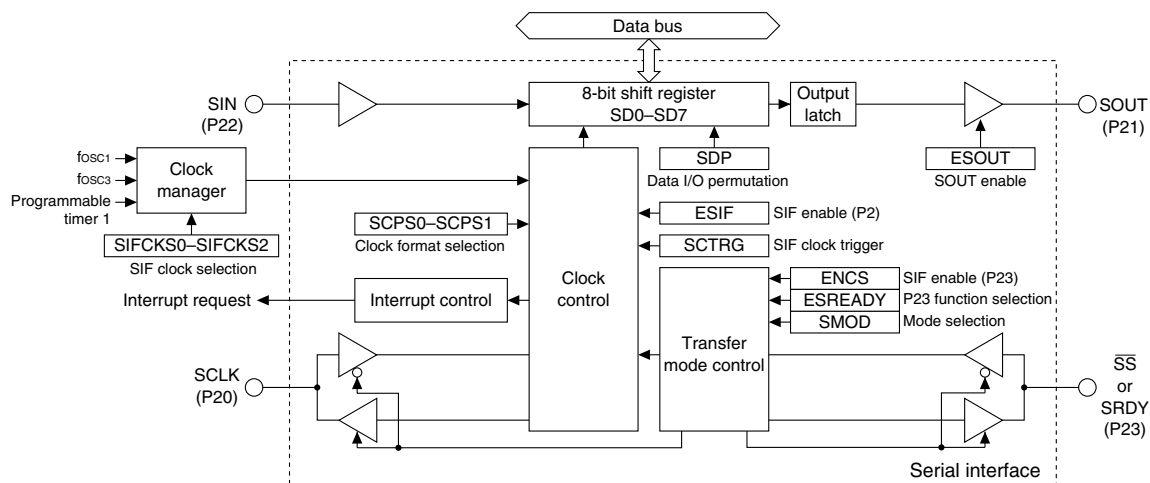 Data bus
SIN
(P22)
8-bit shift register
SD0–SD7
Output
latch
SOUT
(P21)
fOSC1
fOSC3
Programmable
timer 1
Clock
manager
SDP
Data I/O permutation
ESOUT
SOUT enable
SIFCKS0–SIFCKS2
SIF clock selection
SCPS0–SCPS1
Clock format selection
ESIF
SIF enable (P2)
SCTRG
SIF clock trigger
Clock
control
ENCS
SIF enable (P23)
ESREADY
P23 function selection
SMOD
Mode selection
Interrupt request
Interrupt control
Transfer
mode control
SCLK
(P20)
SS
or
SRDY
(P23)
Serial interface